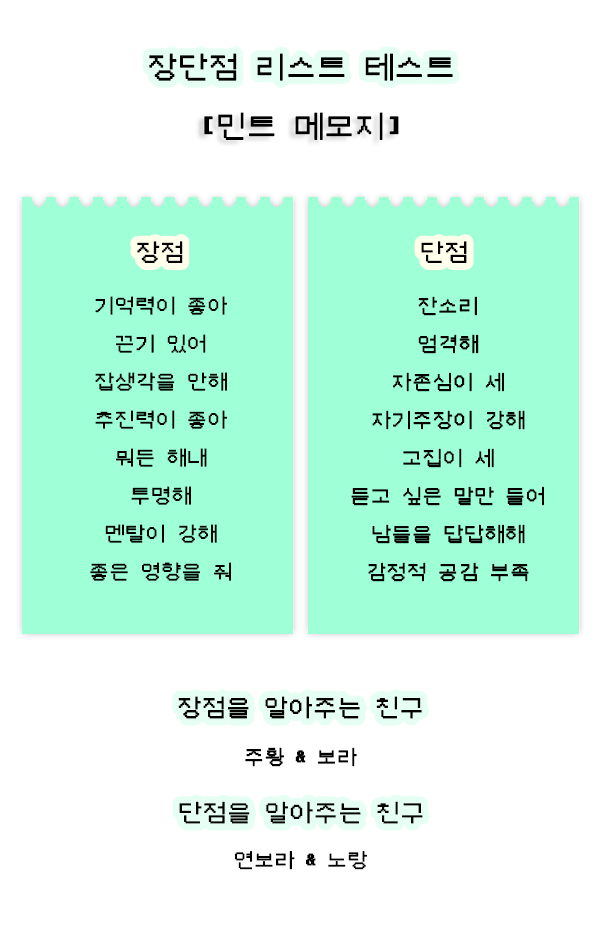 장단점 리스트 테스트
[민트 메모지]
장점
기억력이 좋아
끈기 있어
잡생각을 안해
추진력이 좋아
뭐든 해내
투명해
멘탈이 강해
좋은 영향을 줘
단점
잔소리
엄격해
자존심이 세
자기주장이 강해
고집이 세
듣고 싶은 말만 들어
남들을 답답해해
감정적 공감 부족
장점을 알아주는 친구
주황 & 보라
단점을 알아주는 친구
연보라 & 노랑